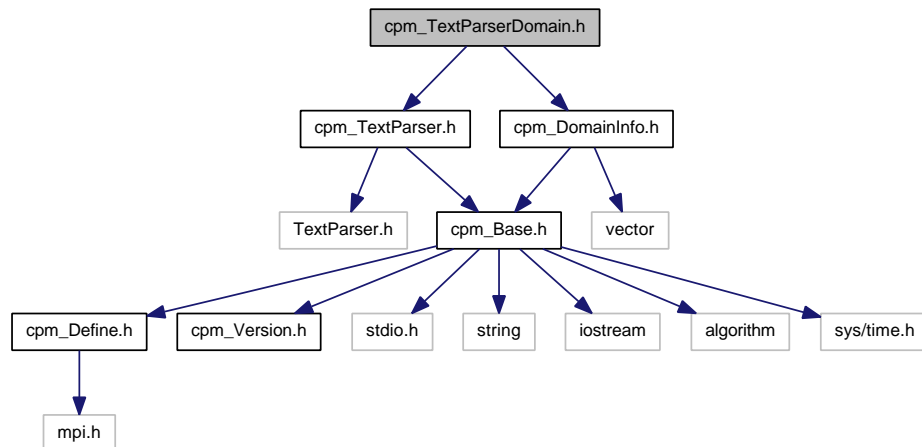 cpm_TextParserDomain.h
cpm_TextParser.h
cpm_DomainInfo.h
TextParser.h
cpm_Base.h
vector
cpm_Define.h
cpm_Version.h
stdio.h
string
iostream
algorithm
sys/time.h
mpi.h